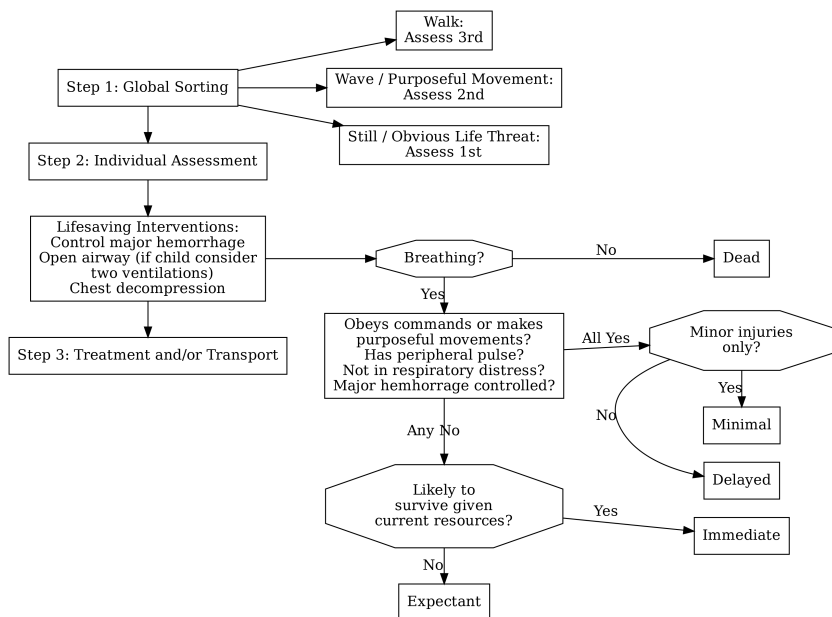 Walk:
Assess 3rd
Step 1: Global Sorting
Wave / Purposeful Movement:
Assess 2nd
Still / Obvious Life Threat:
Assess 1st
Step 2: Individual Assessment
Lifesaving Interventions:
Control major hemorrhage
Open airway (if child consider
two ventilations)
Chest decompression
Breathing?
No
Dead
Yes
Obeys commands or makes
purposeful movements?
Has peripheral pulse?
Not in respiratory distress?
Major hemhorrage controlled?
All Yes
Minor injuries
only?
Step 3: Treatment and/or Transport
Yes
No
Minimal
Any No
Delayed
Likely to
survive given
current resources?
Yes
Immediate
No
Expectant